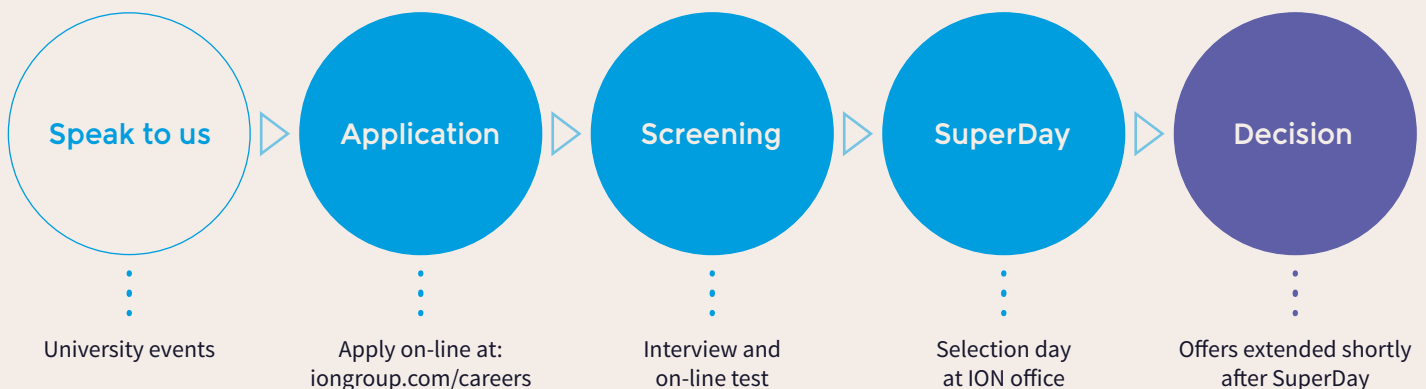 Speak to us
Application
Screening
SuperDay
Decision
University events
Apply on-line at:
iongroup.com/careers
Interview and
on-line test
Selection day
at ION office
Offers extended shortly
after SuperDay